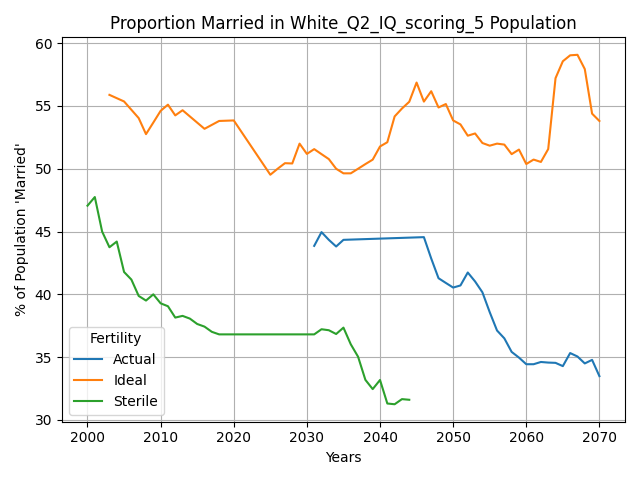 Proportion Married in White_Q2_IQ_scoring_5 Population
% of Population 'Married'
60
55
50
45
40
35
30
Fertility
Actual
Ideal
Sterile
2000 2010 2020 2030 2040 2050 2060 2070
Years